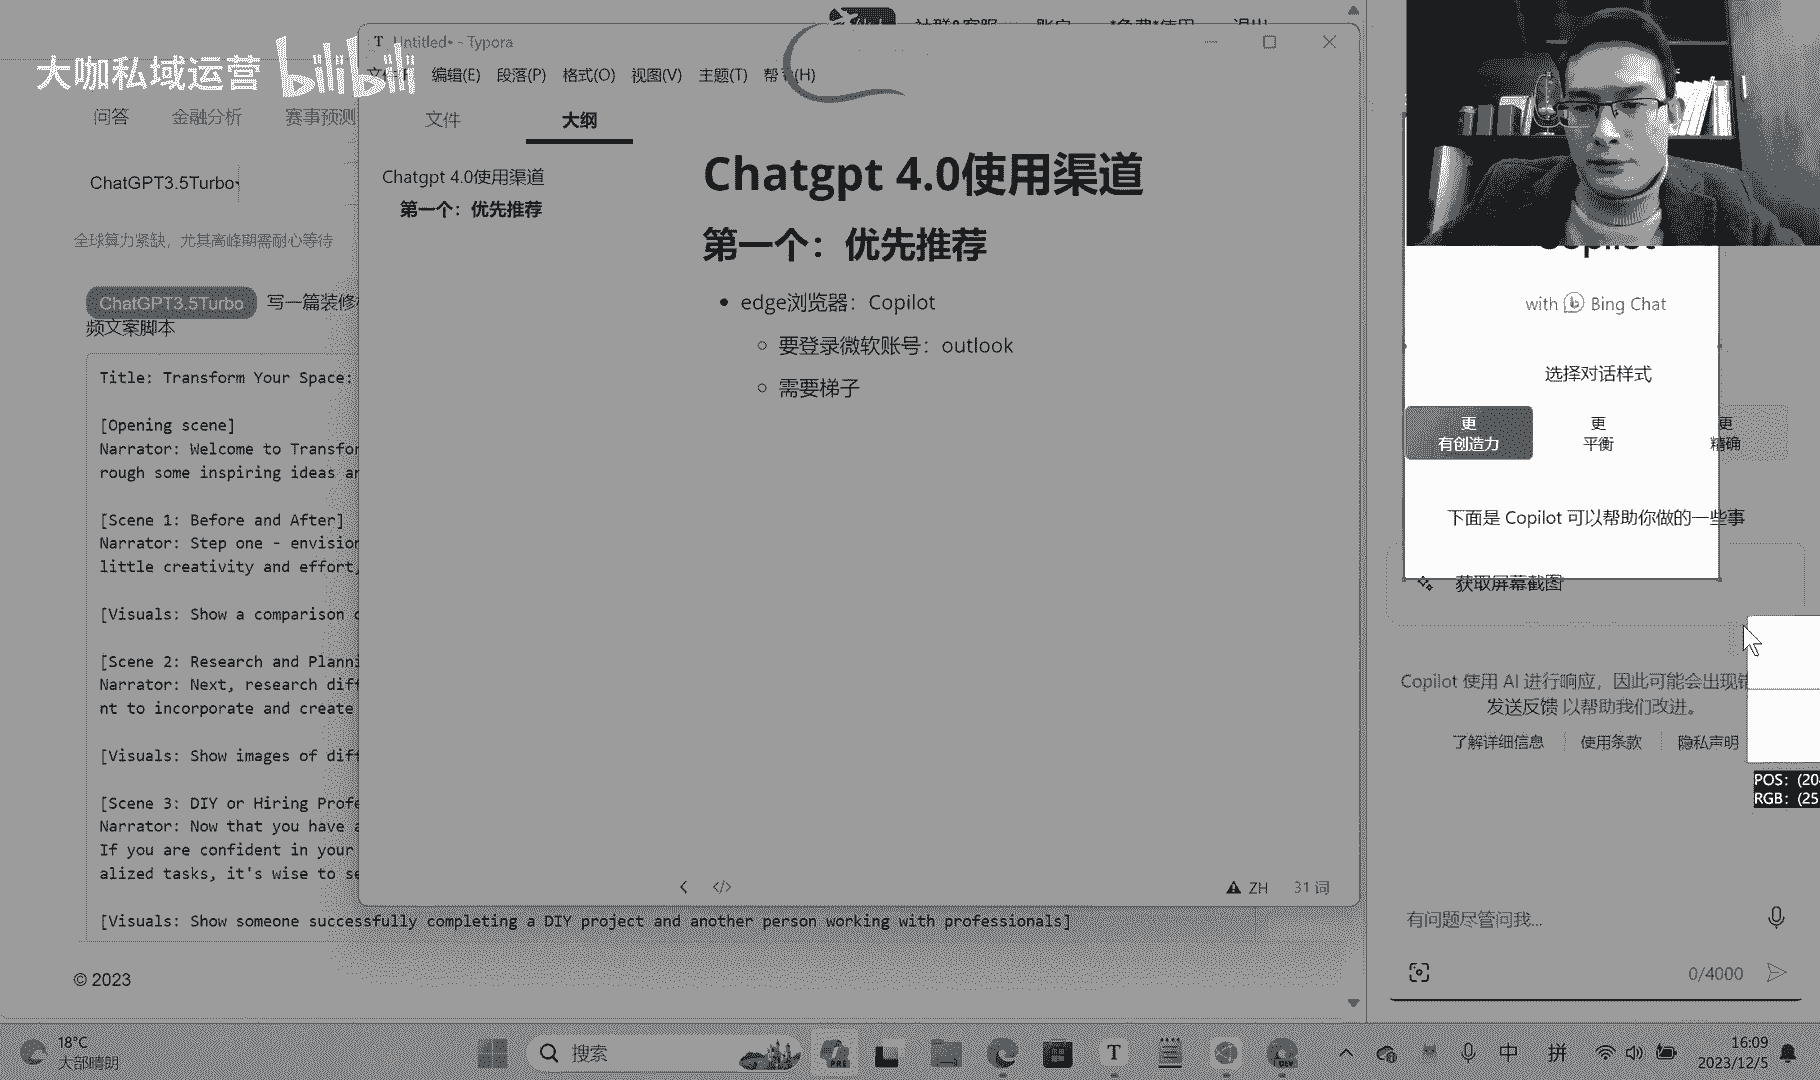 大咖私域运营 bilibili
Untitled• - Typora
编辑(E) 段落(P) 格式(O) 视图(V) 主题(T)
文件 大纲
Chatgpt 4.0使用渠道
第一个：优先推荐
Chatgpt 4.0使用渠道
第一个：优先推荐
edge浏览器：Copilot
要登录微软账号：outlook
需要梯子
ZH 31 词
问答 金融分析 赛事预测
ChatGPT3.5Turbo
全球算力紧缺，尤其高峰期需耐心等待
ChatGPT3.5Turbo 写一篇装修
频文案脚本
Title: Transform Your Space:
[Opening scene]
Narrator: Welcome to Transfor
rough some inspiring ideas a
[Scene 1: Before and After]
Narrator: Step one - envision
little creativity and effort,
[Visuals: Show a comparison
[Scene 2: Research and Planni
Narrator: Next, research diff
nt to incorporate and create
[Visuals: Show images of diff
[Scene 3: DIY or Hiring Profe
Narrator: Now that you have a
If you are confident in your
alized tasks, it's wise to se
[Visuals: Show someone successfully completing a DIY project and another person working with professionals]
© 2023
with Bing Chat
选择对话样式
更 更 更
有创造力 平衡 精确
下面是 Copilot 可以帮助你做的一些事
获取屏幕截图
Copilot 使用 AI 进行响应，因此可能会出现错
发送反馈 以帮助我们改进。
了解详细信息 使用条款 隐私声明
POS: (20
RGB: (25
有问题尽管问我...
0/4000
18°C
大部晴朗
搜索
PRE
T
DEV
中 拼
16:09
2023/12/5